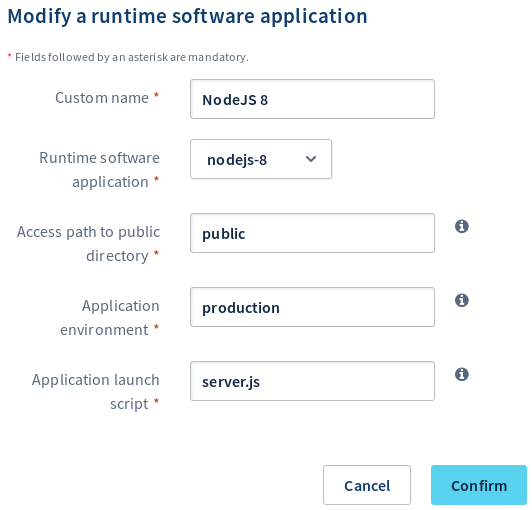 Modify a runtime software application
* Fields followed by an asterisk are mandatory.
Custom name *
NodeJS 8
Runtime software
application *
nodejs-8
Access path to public
directory *
public
Application
environment *
production
Application launch
script *
server.js
Cancel
Confirm